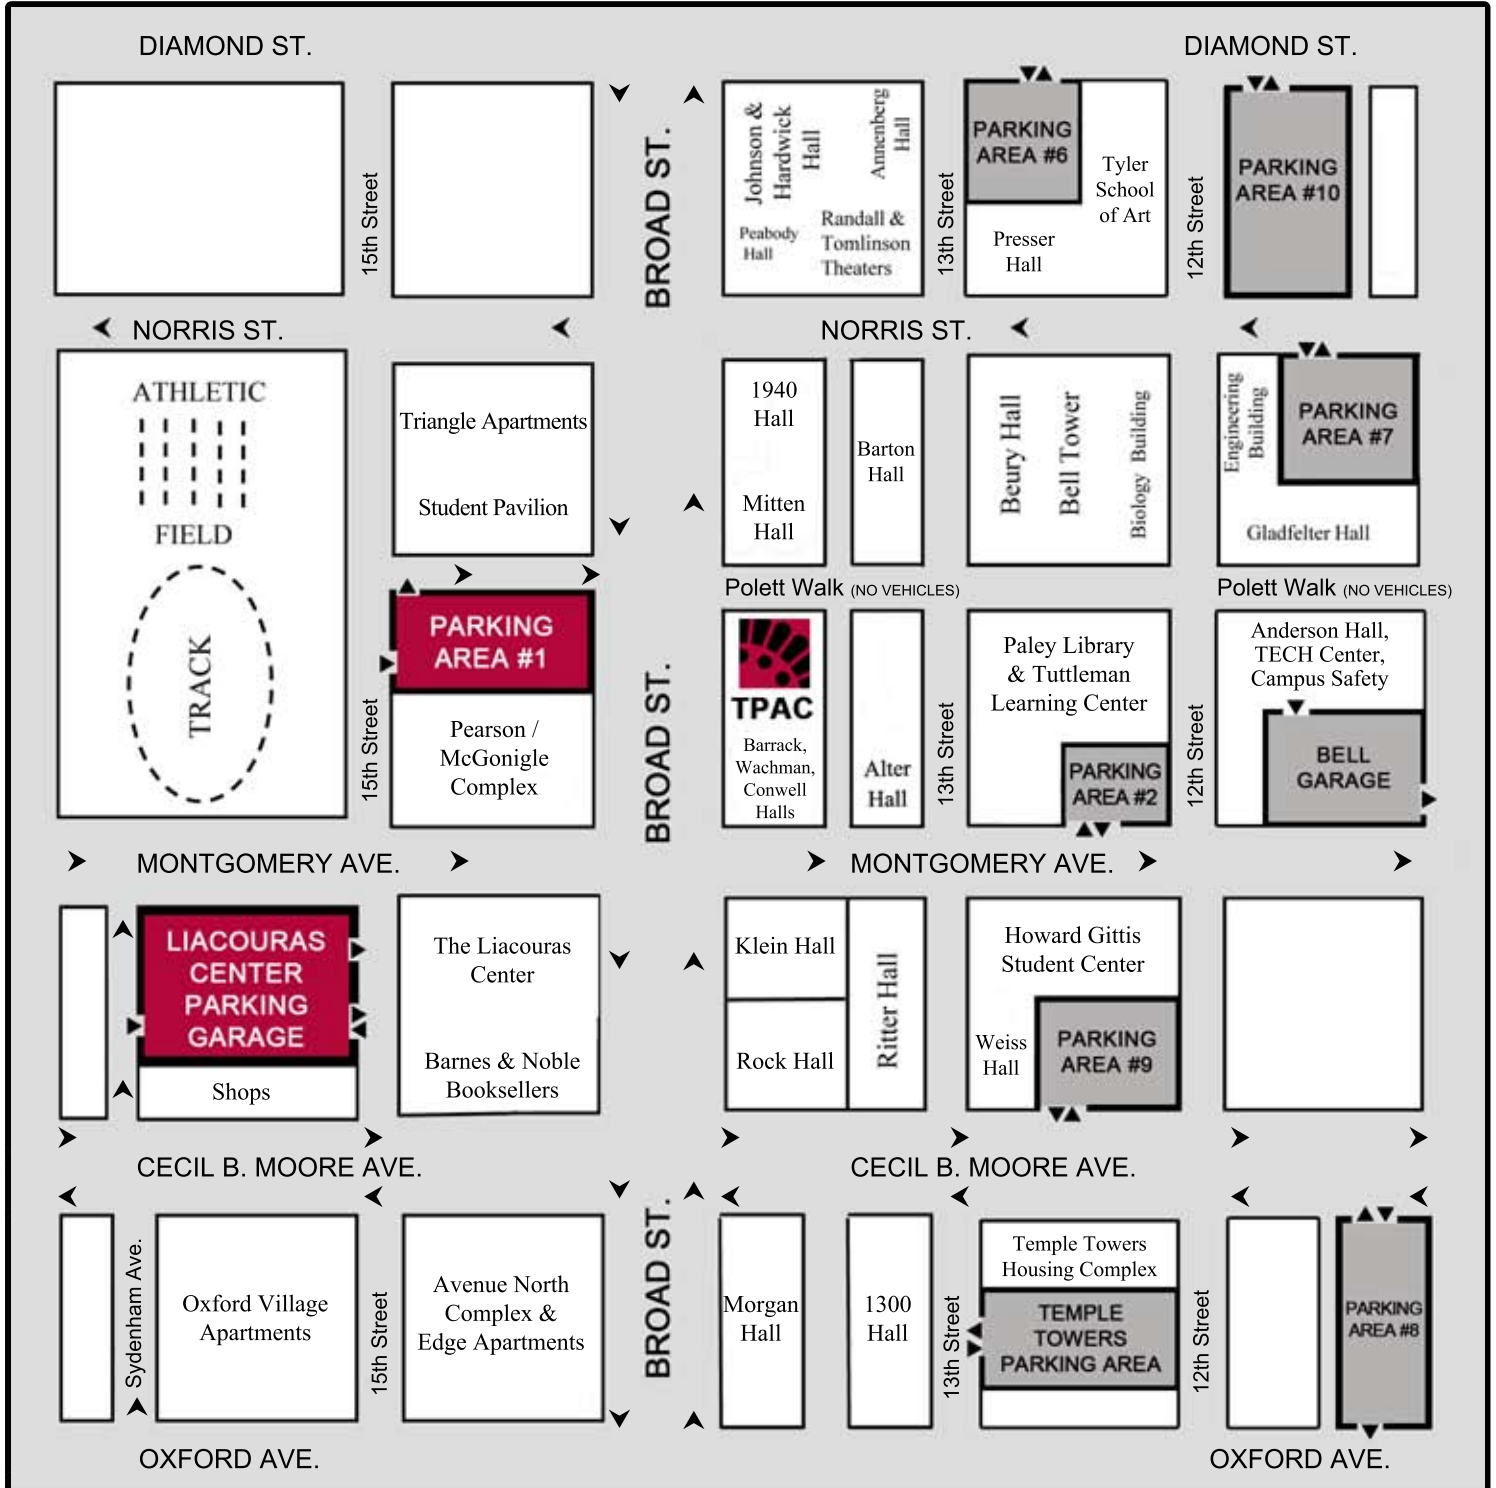 DIAMOND ST.
DIAMOND ST.
15th Street
BROAD ST.
Johnson &
Hardwick
Hall
Annenberg
Hall
Peabody
Hall
Randall &
Tomlinson
Theaters
13th Street
PARKING
AREA #6
Tyler
School
of Art
Presser
Hall
12th Street
PARKING
AREA #10
NORRIS ST.
NORRIS ST.
ATHLETIC
FIELD
TRACK
Triangle Apartments
Student Pavilion
1940
Hall
Mitten
Hall
Barton
Hall
Beury Hall
Bell Tower
Biology Building
Engineering
Building
PARKING
AREA #7
Gladfelter Hall
Polett Walk (NO VEHICLES)
Polett Walk (NO VEHICLES)
15th Street
PARKING
AREA #1
Pearson /
McGonigle
Complex
BROAD ST.
TPAC
Barrack,
Wachman,
Conwell
Halls
Alter
Hall
13th Street
Paley Library
& Tuttleman
Learning Center
PARKING
AREA #2
12th Street
Anderson Hall,
TECH Center,
Campus Safety
BELL
GARAGE
MONTGOMERY AVE.
MONTGOMERY AVE.
LIACOURAS
CENTER
PARKING
GARAGE
Shops
The Liacouras
Center
Barnes & Noble
Booksellers
Klein Hall
Rock Hall
Ritter Hall
Howard Gittis
Student Center
Weiss
Hall
PARKING
AREA #9
CECIL B. MOORE AVE.
CECIL B. MOORE AVE.
Sydenham Ave.
Oxford Village
Apartments
15th Street
Avenue North
Complex &
Edge Apartments
BROAD ST.
Morgan
Hall
1300
Hall
13th Street
Temple Towers
Housing Complex
TEMPLE
TOWERS
PARKING AREA
12th Street
PARKING
AREA #8
OXFORD AVE.
OXFORD AVE.